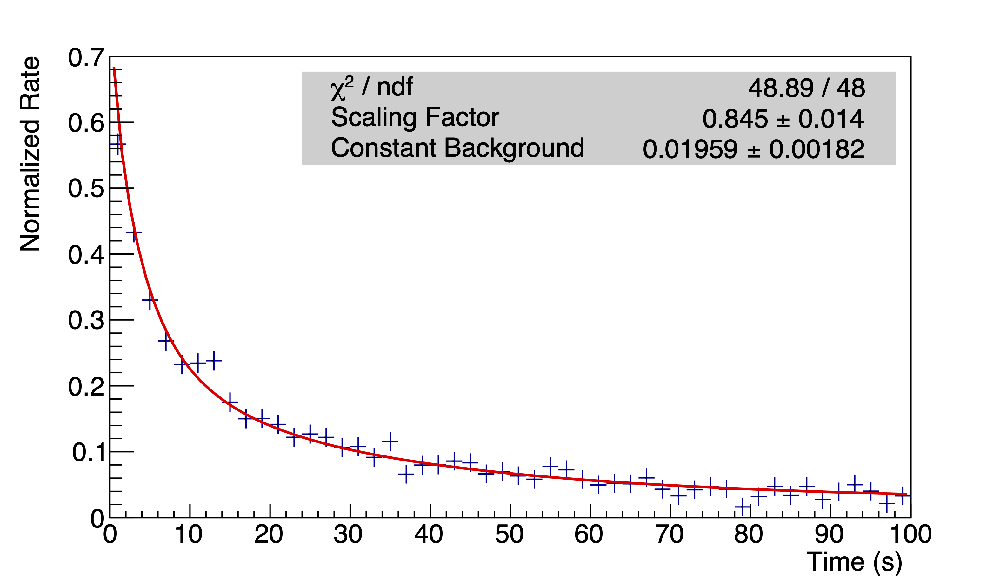 Normalized Rate
0.7
0.6
0.5
0.4
0.3
0.2
0.1
0
χ² / ndf 48.89 / 48
Scaling Factor 0.845 ± 0.014
Constant Background 0.01959 ± 0.00182
0 10 20 30 40 50 60 70 80 90 100
Time (s)